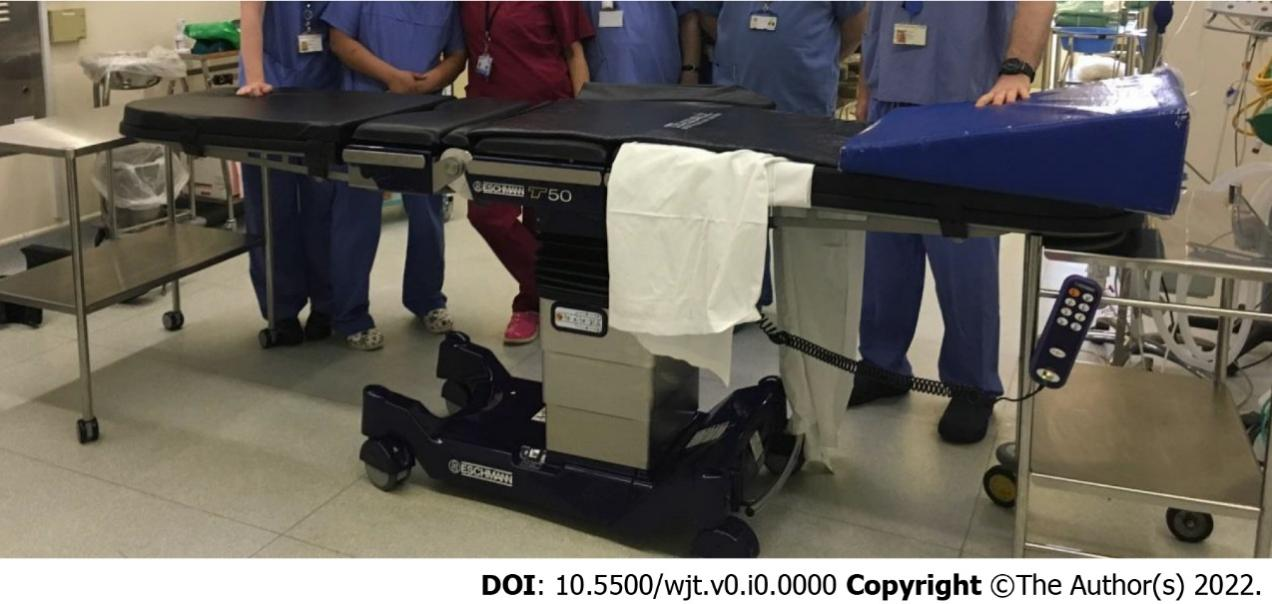 ESCHMANN T50
ESCHMANN
DOI: 10.5500/wjt.v0.i0.0000 Copyright ©The Author(s) 2022.